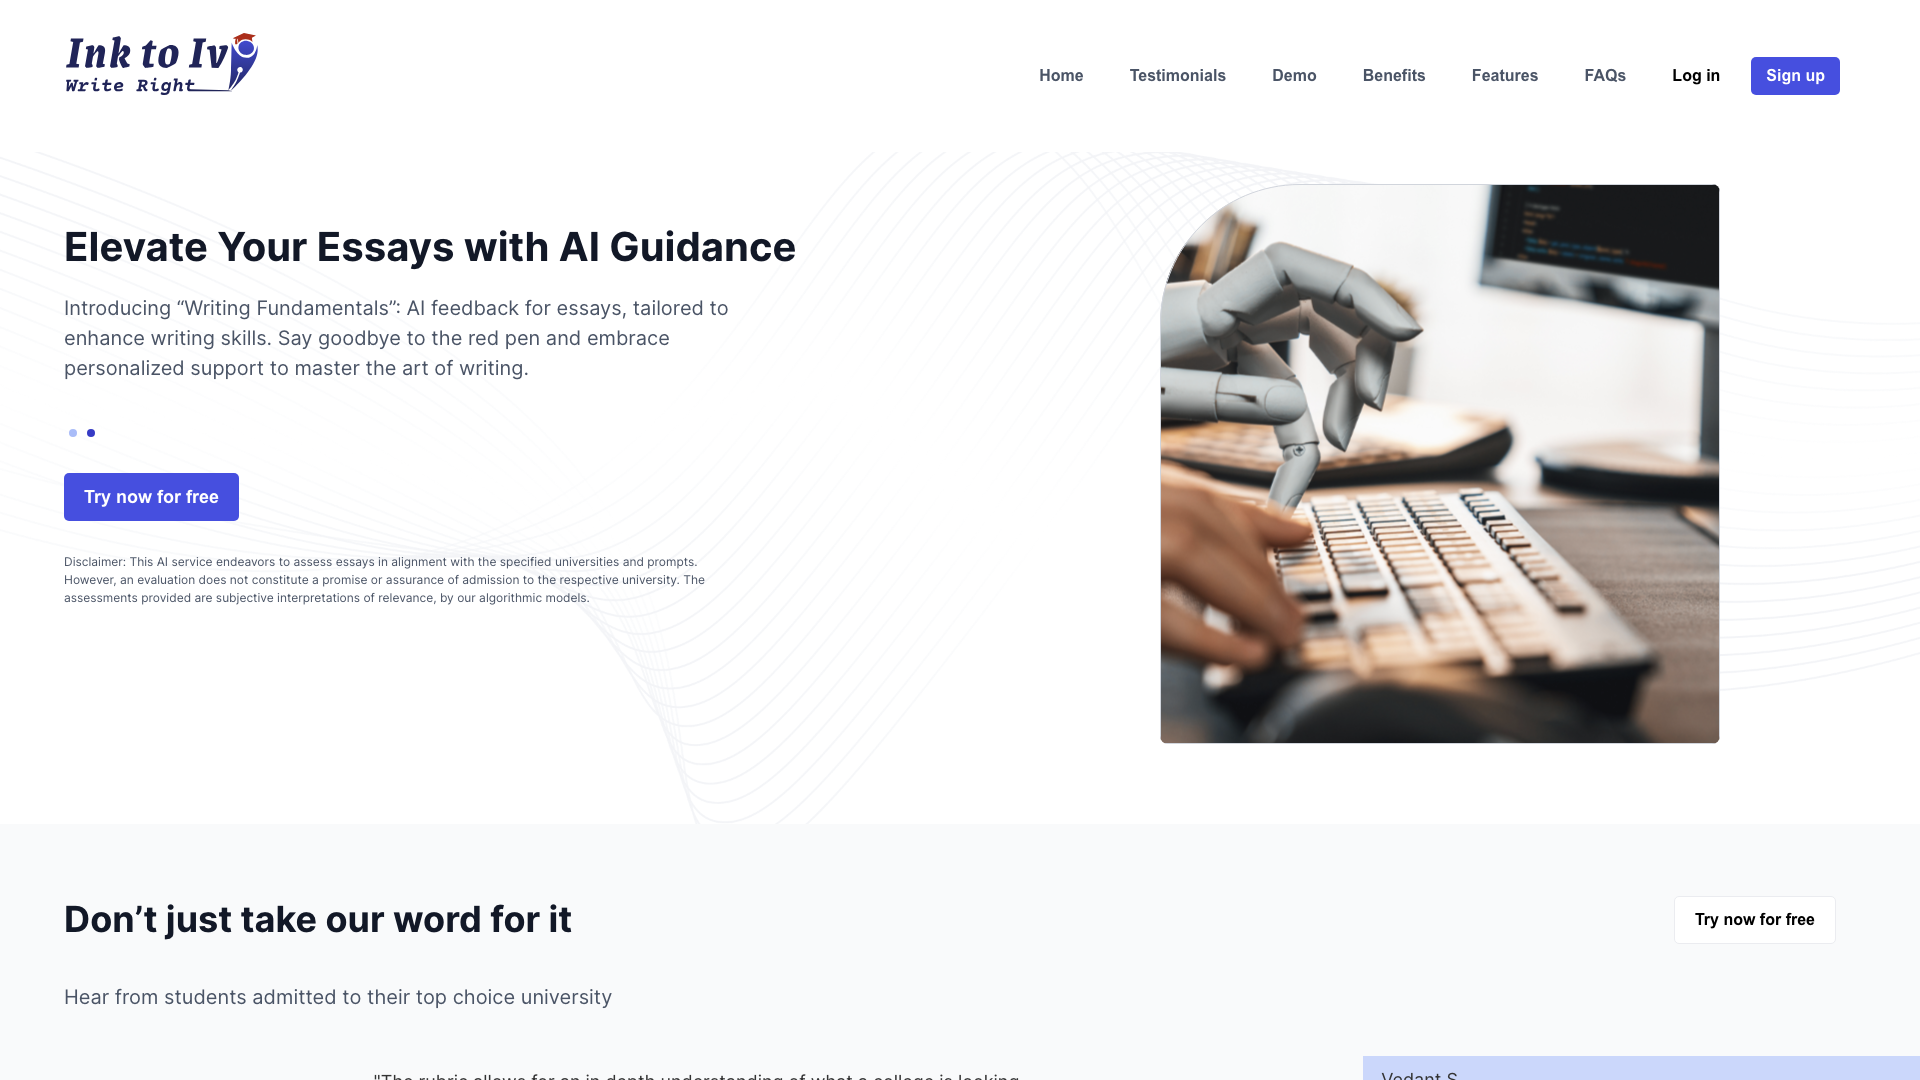 Ink to Ivy
Write Right
Home
Testimonials
Demo
Benefits
Features
FAQs
Log in
Sign up
Elevate Your Essays with AI Guidance
Introducing “Writing Fundamentals”: AI feedback for essays, tailored to
enhance writing skills. Say goodbye to the red pen and embrace
personalized support to master the art of writing.
Try now for free
Disclaimer: This AI service endeavors to assess essays in alignment with the specified universities and prompts.
However, an evaluation does not constitute a promise or assurance of admission to the respective university. The
assessments provided are subjective interpretations of relevance, by our algorithmic models.
Don’t just take our word for it
Try now for free
Hear from students admitted to their top choice university
"The rubric allows for an in depth understanding of what a college is looking
Vedant S.